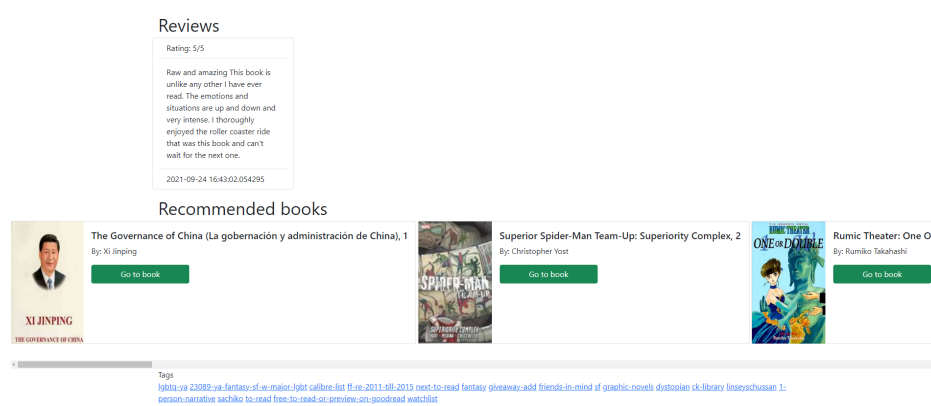 Reviews
Rating: 5/5
Raw and amazing This book is
unlike any other I have ever
read. The emotions and
situations are up and down and
very intense. I thoroughly
enjoyed the roller coaster ride
that was this book and can't
wait for the next one.
2021-09-24 16:43:02.054295
Recommended books
The Governance of China (La gobernación y administración de China), 1
By: Xi Jinping
Go to book
XI JINPING
THE GOVERNANCE OF CHINA
Superior Spider-Man Team-Up: Superiority Complex, 2
By: Christopher Yost
Go to book
SPIDER-MAN
TEAM-UP
SUPERIORITY COMPLEX
Rumic Theater: One O
By: Rumiko Takahashi
Go to book
RUMIC THEATER
ONE OR DOUBLE
Tags
lgbtq-ya 23089-ya-fantasy-sf-w-major-lgbt calibre-list ff-re-2011-till-2015 next-to-read fantasy giveaway-add friends-in-mind sf graphic-novels dystopian ck-library linseyschussan 1-
person-narrative sachiko to-read free-to-read-or-preview-on-goodread watchlist